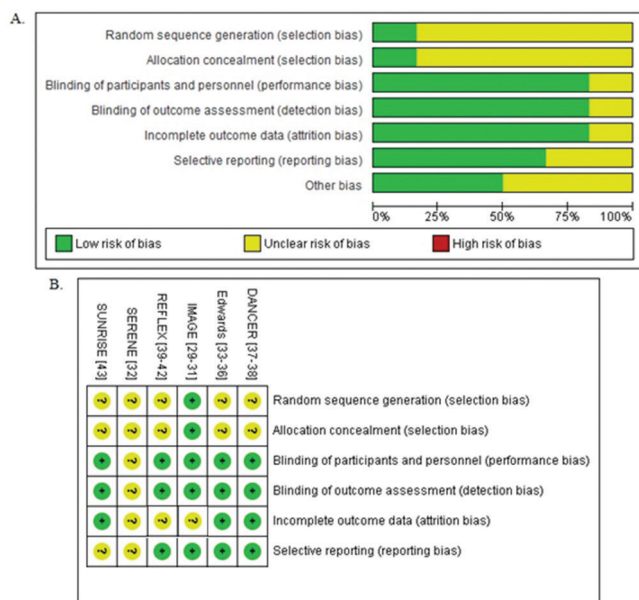 A.
Random sequence generation (selection bias)
Allocation concealment (selection bias)
Blinding of participants and personnel (performance bias)
Blinding of outcome assessment (detection bias)
Incomplete outcome data (attrition bias)
Selective reporting (reporting bias)
Other bias
0% 25% 50% 75% 100%
Low risk of bias Unclear risk of bias High risk of bias
B.
SUNRISE [43] SERENE [32] REFLEX [39-42] IMAGE [29-31] Edwards [33-36] DANCER [37-38]
? ? ? + ? ? Random sequence generation (selection bias)
? ? ? + ? ? Allocation concealment (selection bias)
+ ? + + + + Blinding of participants and personnel (performance bias)
+ ? + + + + Blinding of outcome assessment (detection bias)
+ ? ? ? + + Incomplete outcome data (attrition bias)
? ? + + + + Selective reporting (reporting bias)